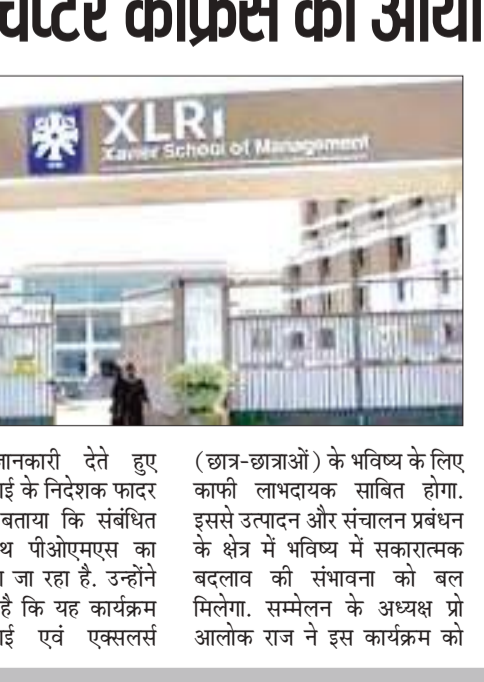 चैप्टर कॉफ्रेंस का आयो
XLRi
Xavier School of Management
जानकारी देते हुए
आई के निदेशक फादर
बताया कि संबंधित
थ पीओएमएस का
ा जा रहा है. उन्होंने
है कि यह कार्यक्रम
आई एवं एक्सलर्स
(छात्र-छात्राओं) के भविष्य के लिए
काफी लाभदायक साबित होगा.
इससे उत्पादन और संचालन प्रबंधन
के क्षेत्र में भविष्य में सकारात्मक
बदलाव की संभावना को बल
मिलेगा. सम्मेलन के अध्यक्ष प्रो
आलोक राज ने इस कार्यक्रम को